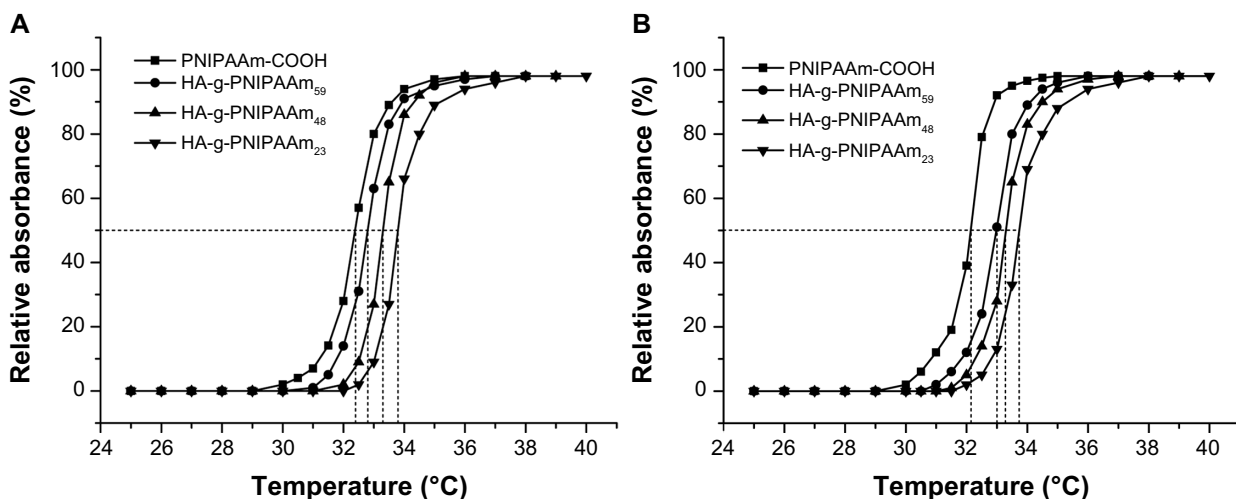 A
PNIPAAm-COOH
HA-g-PNIPAAm₅₉
HA-g-PNIPAAm₄₈
HA-g-PNIPAAm₂₃
Relative absorbance (%)
100
80
60
40
20
0
24 26 28 30 32 34 36 38 40
Temperature (°C)
B
PNIPAAm-COOH
HA-g-PNIPAAm₅₉
HA-g-PNIPAAm₄₈
HA-g-PNIPAAm₂₃
Relative absorbance (%)
100
80
60
40
20
0
24 26 28 30 32 34 36 38 40
Temperature (°C)